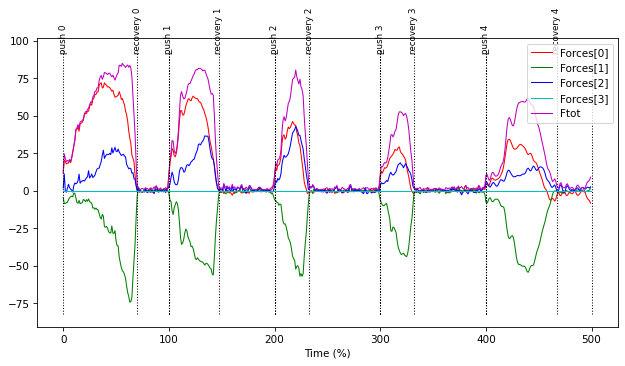 push 0
recovery 0
push 1
recovery 1
push 2
recovery 2
push 3
recovery 3
push 4
recovery 4
100
75
50
25
0
−25
−50
−75
Forces[0]
Forces[1]
Forces[2]
Forces[3]
Ftot
0
100
200
300
400
500
Time (%)